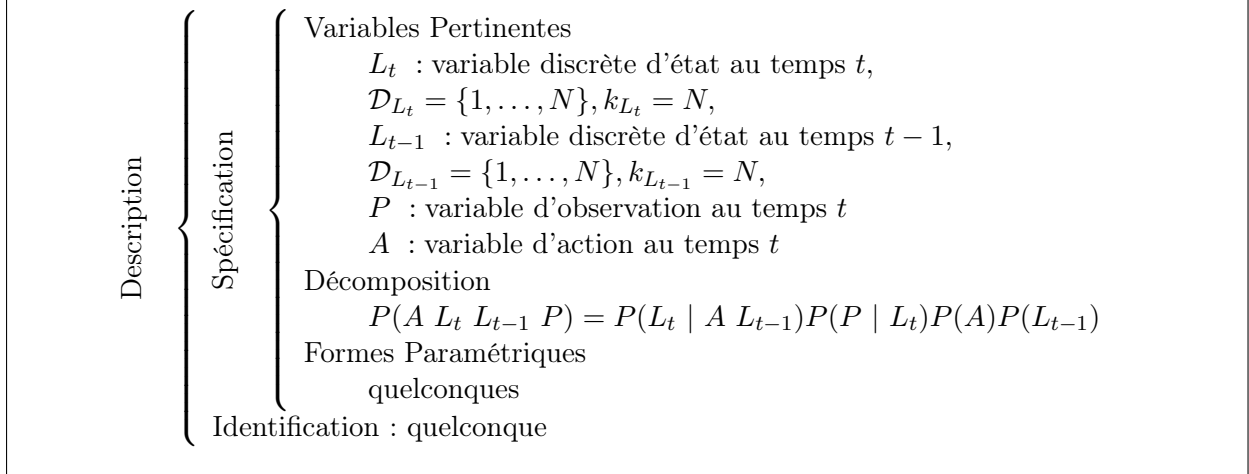 Description
Spécification
Variables Pertinentes
L_t : variable discrète d'état au temps t,
D_{L_t} = {1, . . . , N}, k_{L_t} = N,
L_{t−1} : variable discrète d'état au temps t − 1,
D_{L_{t−1}} = {1, . . . , N}, k_{L_{t−1}} = N,
P : variable d'observation au temps t
A : variable d'action au temps t
Décomposition
P(A L_t L_{t−1} P) = P(L_t | A L_{t−1})P(P | L_t)P(A)P(L_{t−1})
Formes Paramétriques
quelconques
Identification : quelconque